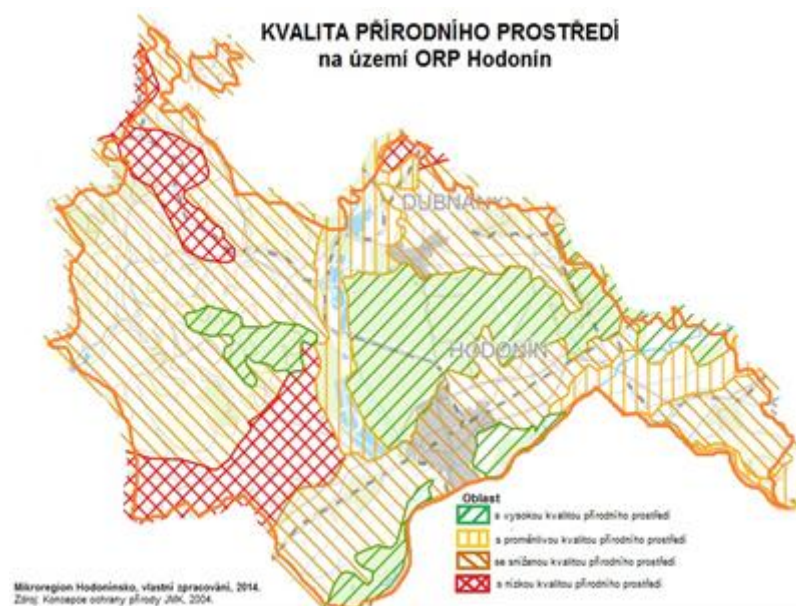 KVALITA PŘÍRODNÍHO PROSTŘEDÍ
na území ORP Hodonín
DUBŇANY
HODONÍN
Oblast
s vysokou kvalitou přírodního prostředí
s proměnlivou kvalitou přírodního prostředí
se sníženou kvalitou přírodního prostředí
s nízkou kvalitou přírodního prostředí
Mikroregion Hodonínsko, vlastní zpracování, 2014.
Zdroj: Koncepce ochrany přírody JMK, 2004.